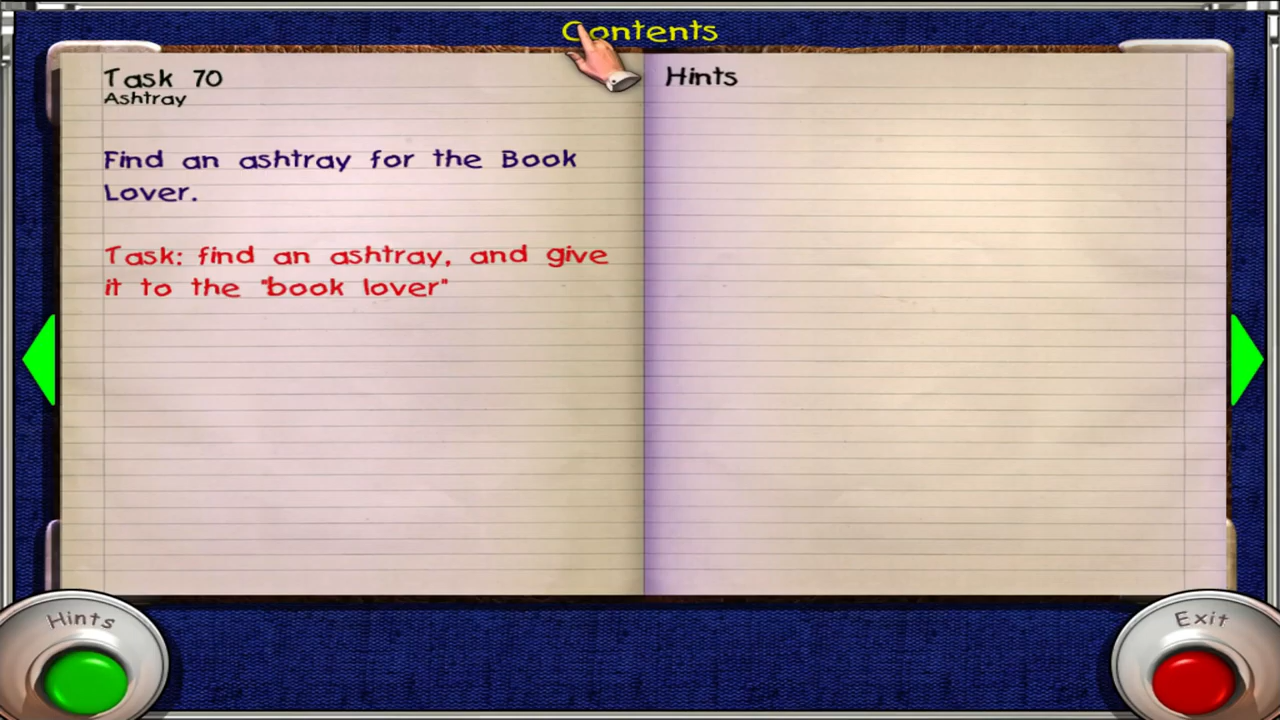 Contents
Task 70
Ashtray
Find an ashtray for the Book
Lover.
Task: find an ashtray, and give
it to the "book lover"
Hints
Hints
Exit